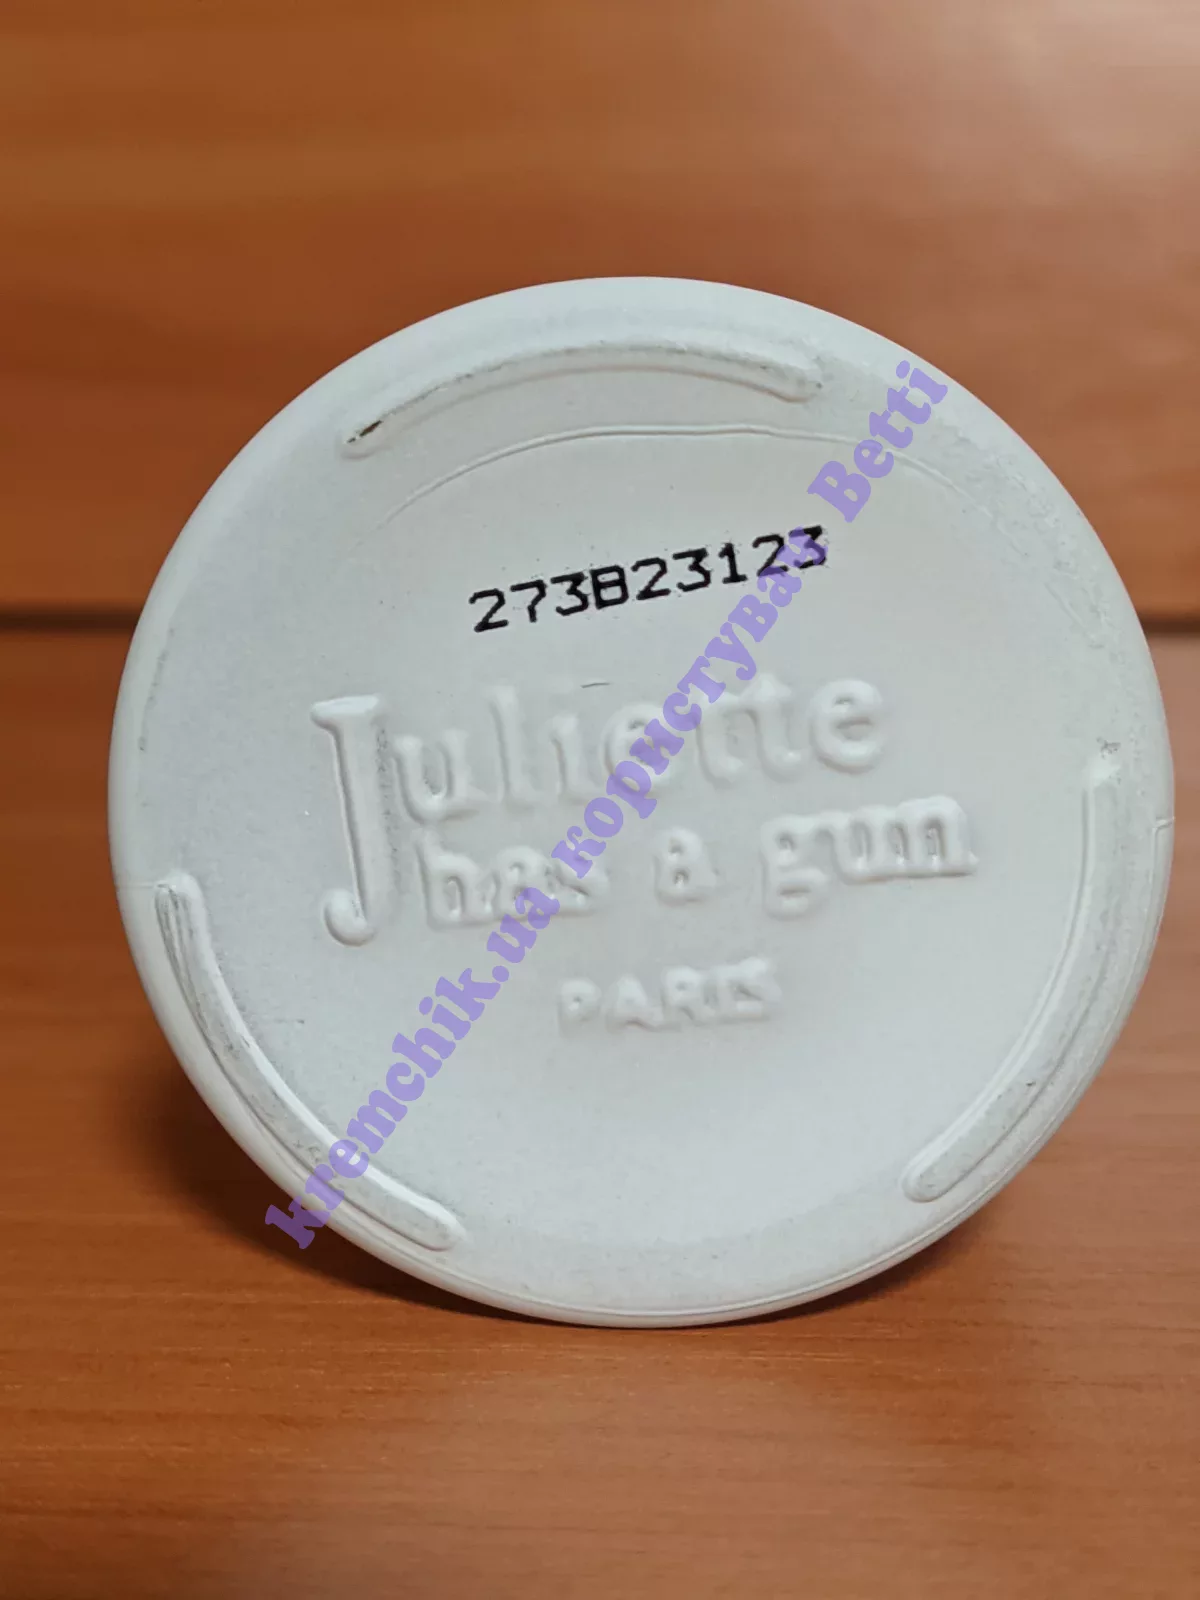 273B23123
Juliette
has a gun
PARIS
kremchik.ua користувач Betti